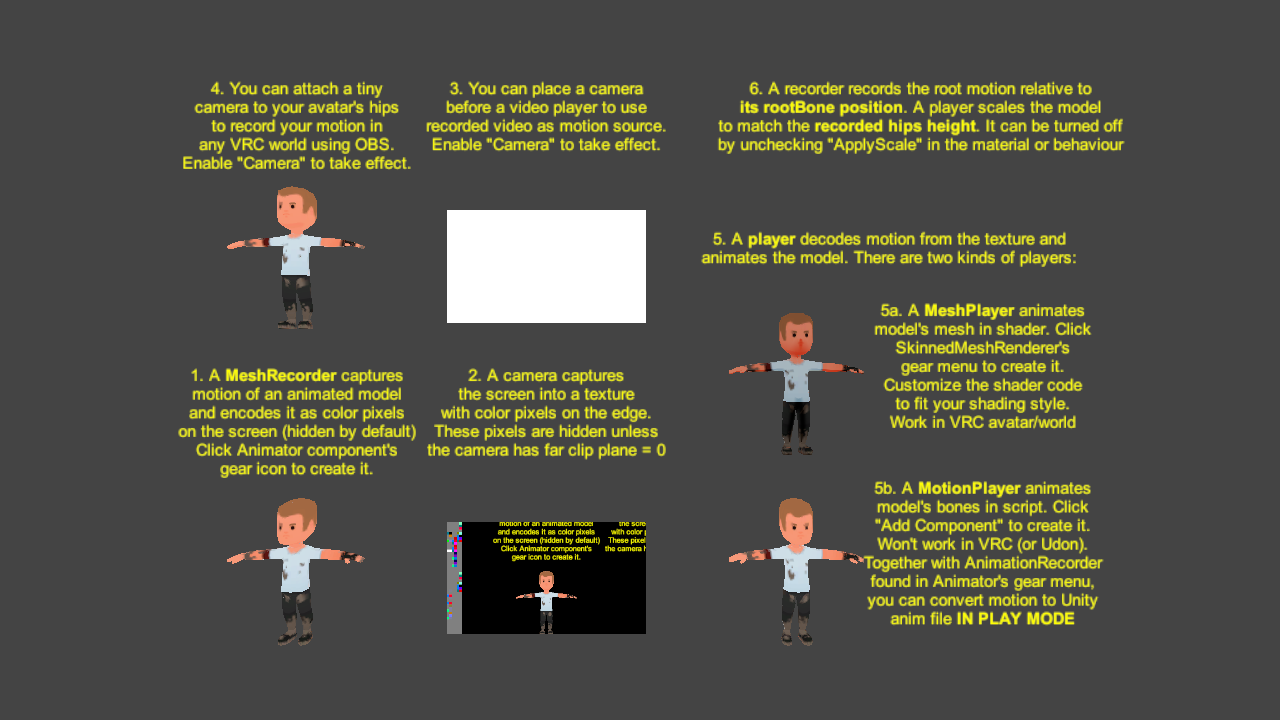 4. You can attach a tiny
camera to your avatar's hips
to record your motion in
any VRC world using OBS.
Enable "Camera" to take effect.
3. You can place a camera
before a video player to use
recorded video as motion source.
Enable "Camera" to take effect.
6. A recorder records the root motion relative to
its rootBone position. A player scales the model
to match the recorded hips height. It can be turned off
by unchecking "ApplyScale" in the material or behaviour
5. A player decodes motion from the texture and
animates the model. There are two kinds of players:
5a. A MeshPlayer animates
model's mesh in shader. Click
SkinnedMeshRenderer's
gear menu to create it.
Customize the shader code
to fit your shading style.
Work in VRC avatar/world
1. A MeshRecorder captures
motion of an animated model
and encodes it as color pixels
on the screen (hidden by default)
Click Animator component's
gear icon to create it.
2. A camera captures
the screen into a texture
with color pixels on the edge.
These pixels are hidden unless
the camera has far clip plane = 0
5b. A MotionPlayer animates
model's bones in script. Click
"Add Component" to create it.
Won't work in VRC (or Udon).
Together with AnimationRecorder
found in Animator's gear menu,
you can convert motion to Unity
anim file IN PLAY MODE
motion of an animated model
and encodes it as color pixels
on the screen (hidden by default)
Click Animator component's
gear icon to create it.
the scre
with color p
These pixel
the camera h